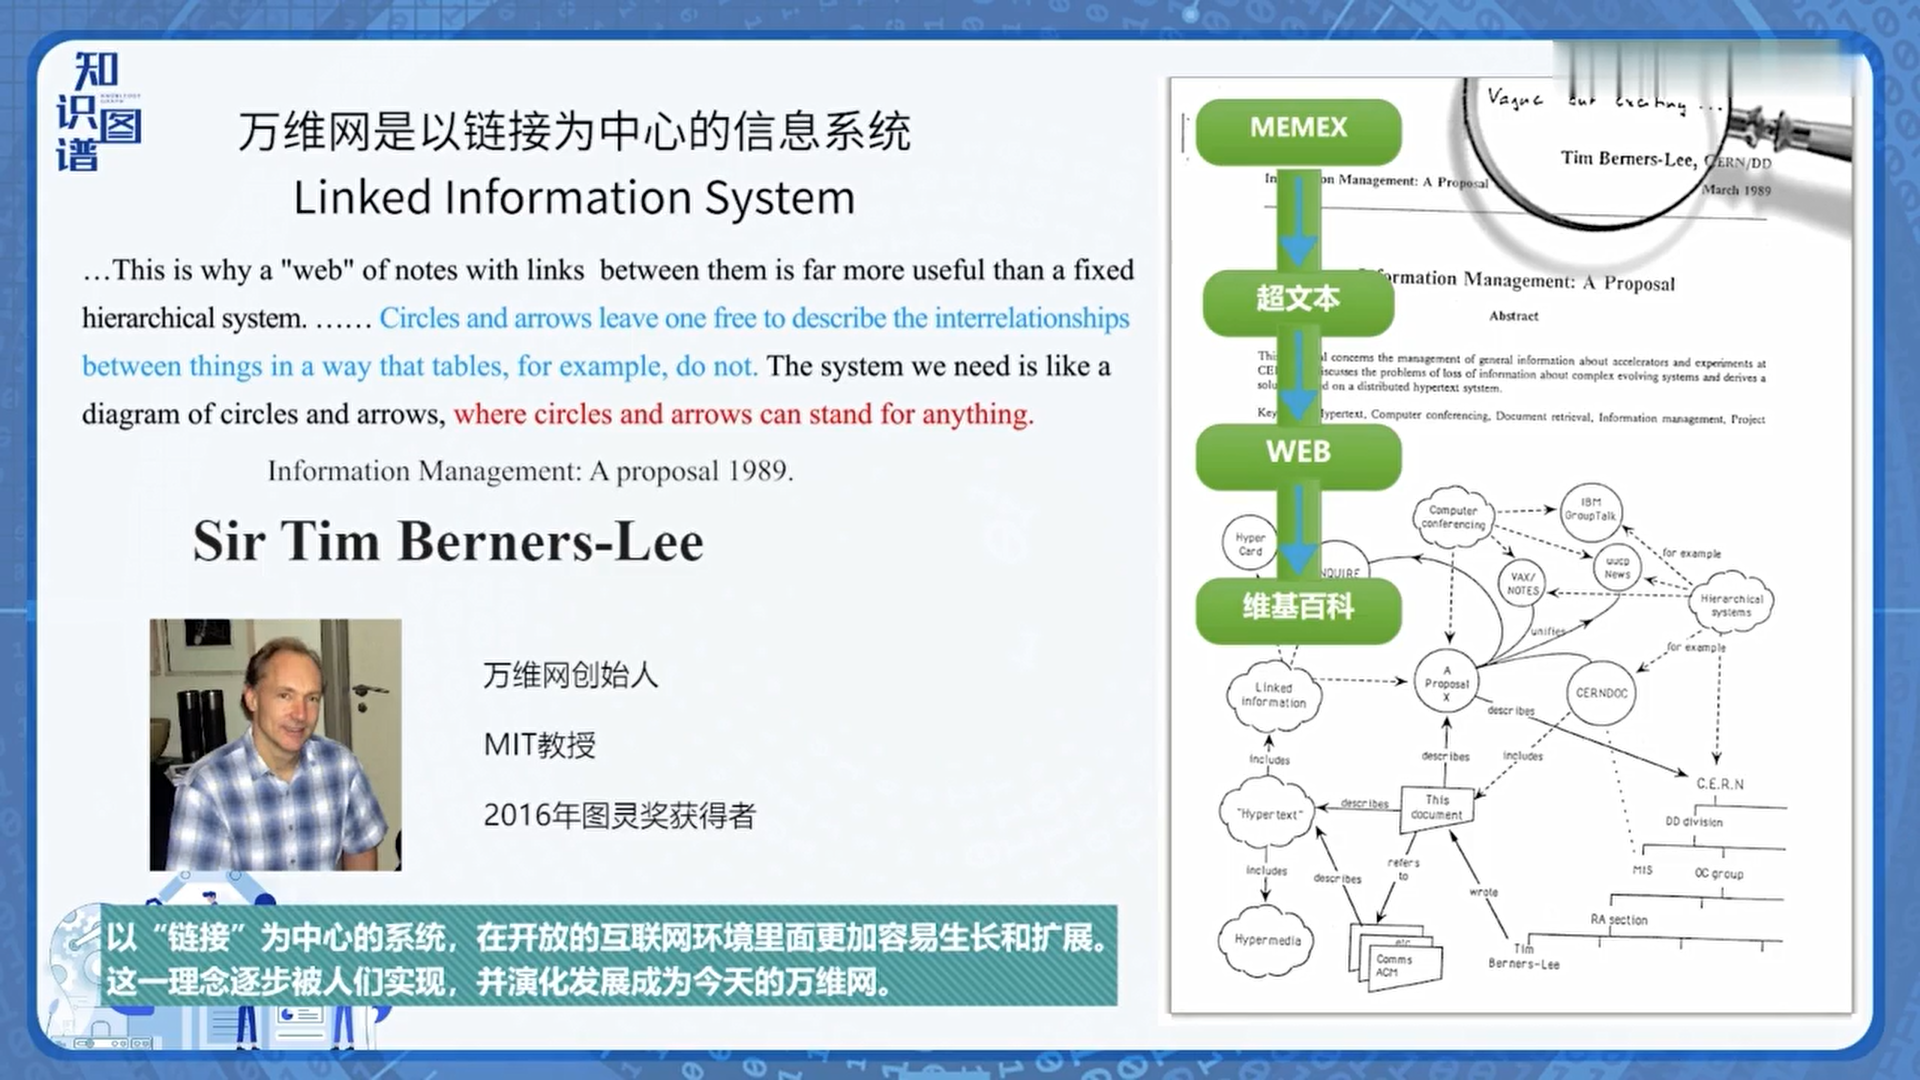 知识图谱
KNOWLEDGE GRAPH
万维网是以链接为中心的信息系统
Linked Information System
…This is why a "web" of notes with links between them is far more useful than a fixed
hierarchical system. …… Circles and arrows leave one free to describe the interrelationships
between things in a way that tables, for example, do not. The system we need is like a
diagram of circles and arrows, where circles and arrows can stand for anything.
Information Management: A proposal 1989.
Sir Tim Berners-Lee
万维网创始人
MIT教授
2016年图灵奖获得者
以“链接”为中心的系统，在开放的互联网环境里面更加容易生长和扩展。
这一理念逐步被人们实现，并演化发展成为今天的万维网。
MEMEX
超文本
WEB
维基百科
Vague but exciting ...
Tim Berners-Lee, CERN/DD
on Management: A Proposal
March 1989
formation Management: A Proposal
Abstract
concerns the management of general information about accelerators and experiments at
iscusses the problems of loss of information about complex evolving systems and derives a
d on a distributed hypertext sytstem.
ypertext, Computer conferencing, Document retrieval, Information management, Project
Hyper
Card
NQUIRE
Computer
conferencing
IBM
GroupTalk
uucp
News
VAX/
NOTES
for example
Hierarchical
systems
unifies
for example
Linked
information
A
Proposal
X
CERNDOC
describes
includes
describes
includes
C.E.R.N
"Hypertext"
describes
This
document
DD division
includes
describes
refers
to
wrote
MIS
OC group
RA section
Hypermedia
etc
Comms
ACM
Tim
Berners-Lee